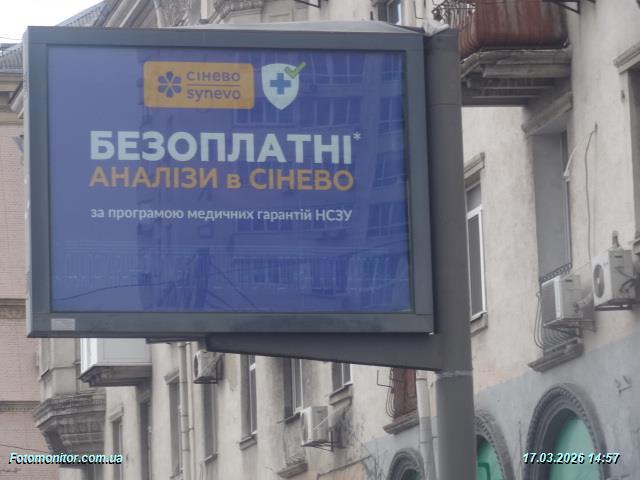 сінево
synevo
БЕЗОПЛАТНІ*
АНАЛІЗИ в СІНЕВО
за програмою медичних гарантій НСЗУ
Fotomonitor.com.ua
17.03.2026 14:57